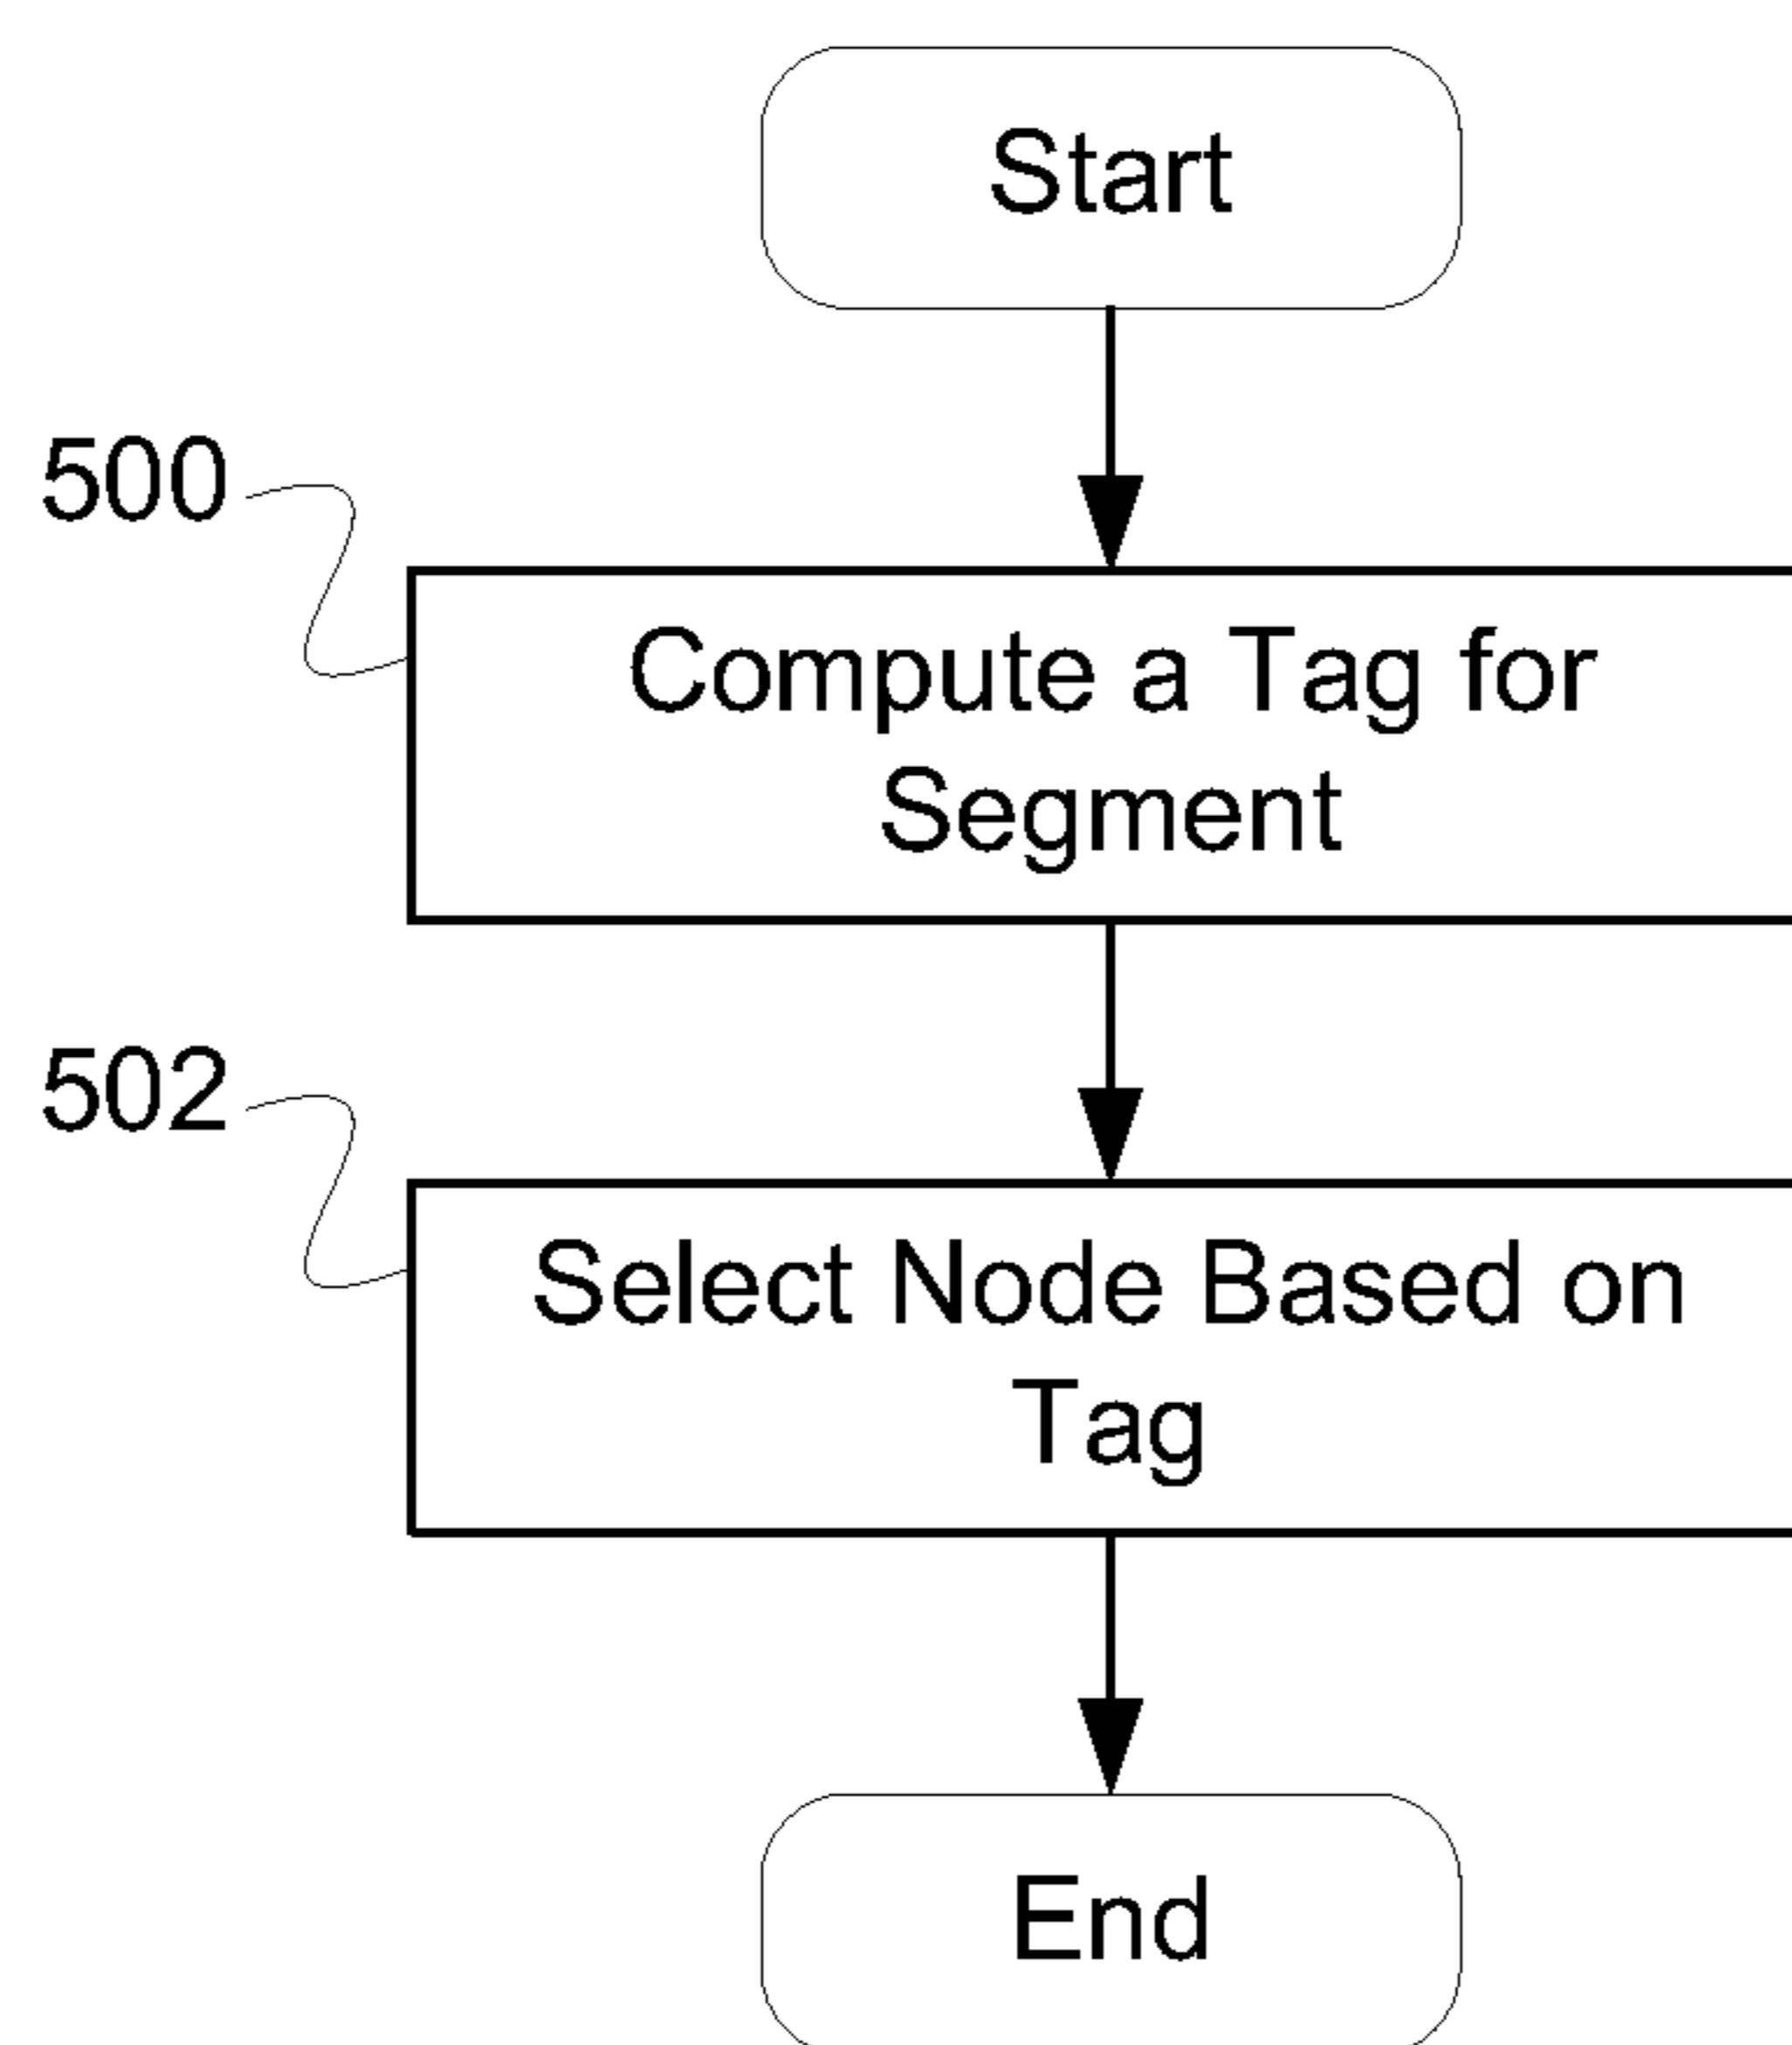 Start
500
Compute a Tag for
Segment
502
Select Node Based on
Tag
End